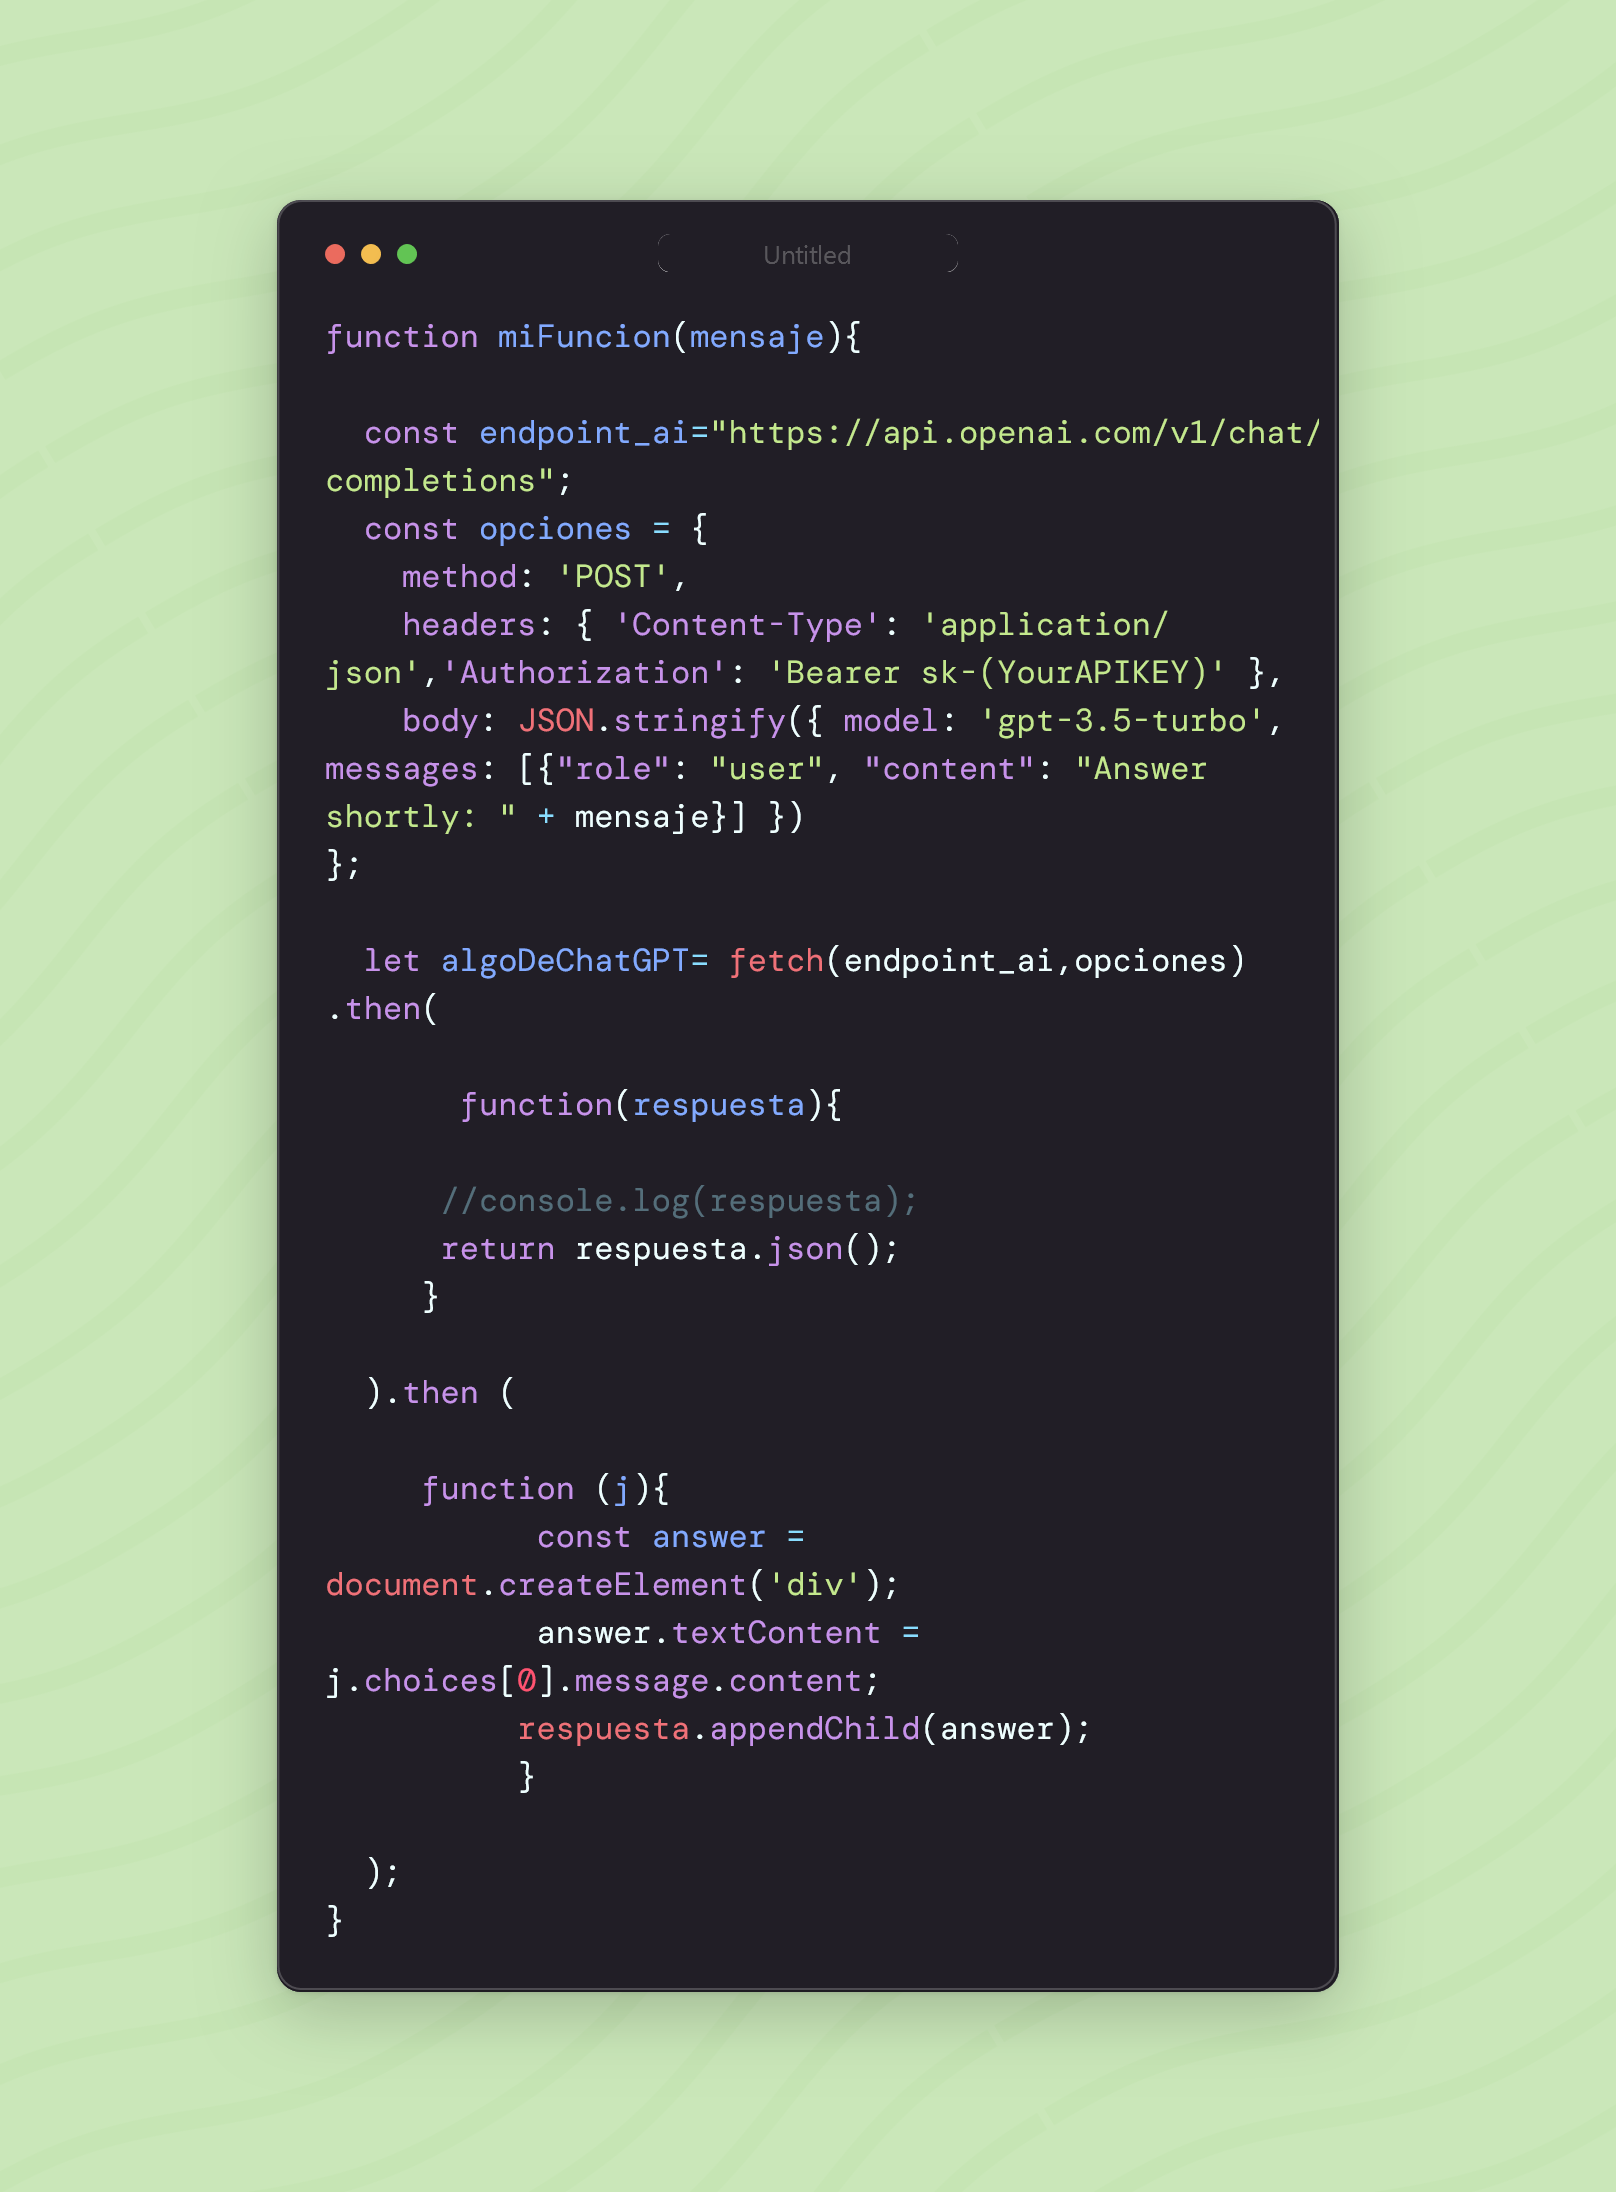 Untitled
function miFuncion(mensaje){
const endpoint_ai="https://api.openai.com/v1/chat/
completions";
const opciones = {
method: 'POST',
headers: { 'Content-Type': 'application/
json','Authorization': 'Bearer sk-(YourAPIKEY)' },
body: JSON.stringify({ model: 'gpt-3.5-turbo',
messages: [{"role": "user", "content": "Answer
shortly: " + mensaje}] })
};
let algoDeChatGPT= fetch(endpoint_ai,opciones)
.then(
function(respuesta){
//console.log(respuesta);
return respuesta.json();
}
).then (
function (j){
const answer =
document.createElement('div');
answer.textContent =
j.choices[0].message.content;
respuesta.appendChild(answer);
}
);
}